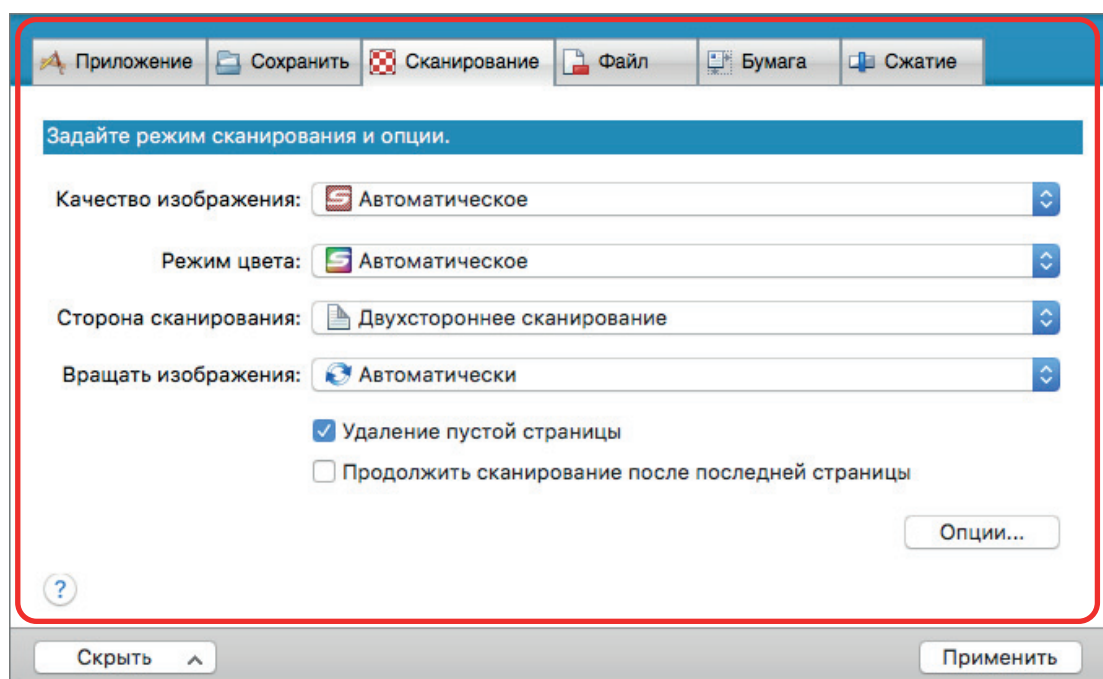 Приложение Сохранить Сканирование Файл Бумага Сжатие
Задайте режим сканирования и опции.
Качество изображения: Автоматическое
Режим цвета: Автоматическое
Сторона сканирования: Двухстороннее сканирование
Вращать изображения: Автоматически
Удаление пустой страницы
Продолжить сканирование после последней страницы
Опции...
?
Скрыть Применить